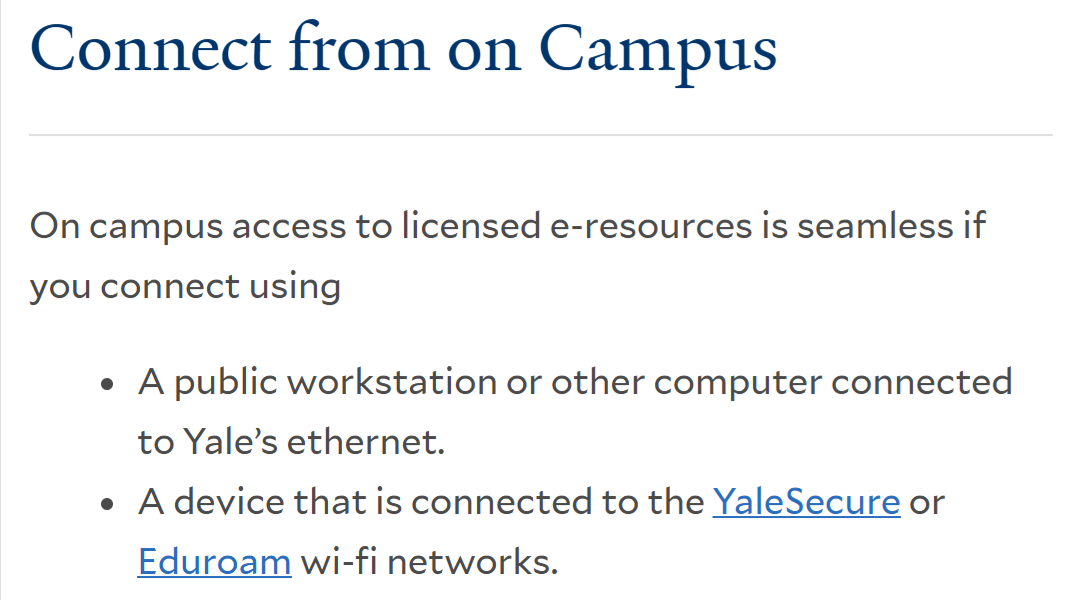 Connect from on Campus
On campus access to licensed e-resources is seamless if
you connect using
• A public workstation or other computer connected
to Yale’s ethernet.
• A device that is connected to the YaleSecure or
Eduroam wi-fi networks.